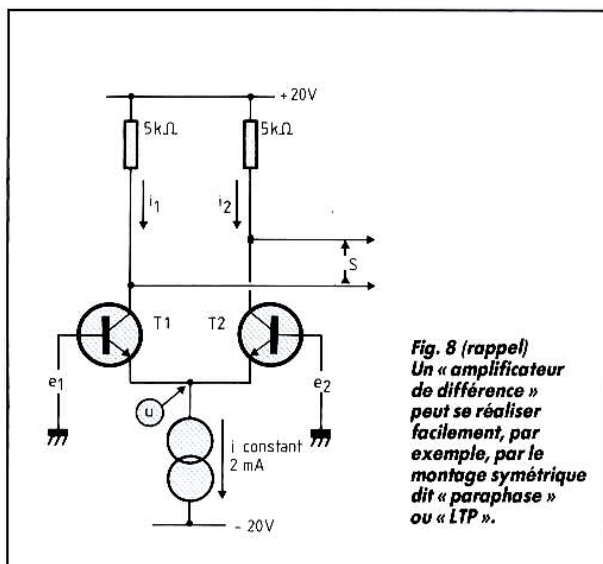 +20V
5kΩ
5kΩ
i1
i2
S
T1
T2
e1
e2
u
i constant
2 mA
- 20V
Fig. 8 (rappel)
Un « amplificateur
de différence »
peut se réaliser
facilement, par
exemple, par le
montage symétrique
dit « paraphase »
ou « LTP ».